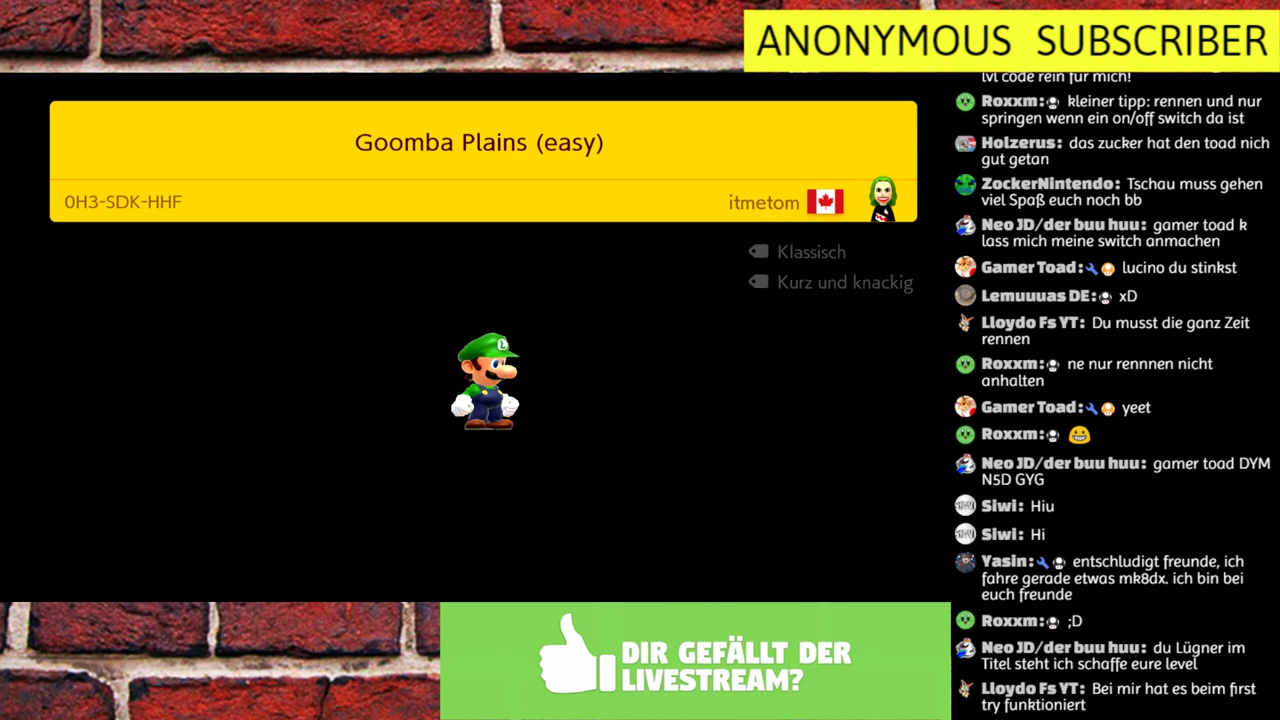 ANONYMOUS SUBSCRIBER
Goomba Plains (easy)
0H3-SDK-HHF
itmetom
Klassisch
Kurz und knackig
L
DIR GEFÄLLT DER
LIVESTREAM?
lvl code rein für mich!
Roxxm: kleiner tipp: rennen und nur
springen wenn ein on/off switch da ist
Holzerus: das zucker hat den toad nich
gut getan
ZockerNintendo: Tschau muss gehen
viel Spaß euch noch bb
Neo JD/der buu huu: gamer toad k
lass mich meine switch anmachen
Gamer Toad: lucino du stinkst
Lemuuuas DE: xD
Lloydo Fs YT: Du musst die ganz Zeit
rennen
Roxxm: ne nur rennnen nicht
anhalten
Gamer Toad: yeet
Roxxm: 😀
Neo JD/der buu huu: gamer toad DYM
N5D GYG
Siwi: Hiu
Siwi: Hi
Yasin: entschludigt freunde, ich
fahre gerade etwas mk8dx. ich bin bei
euch freunde
Roxxm: ;D
Neo JD/der buu huu: du Lügner im
Titel steht ich schaffe eure level
Lloydo Fs YT: Bei mir hat es beim first
try funktioniert